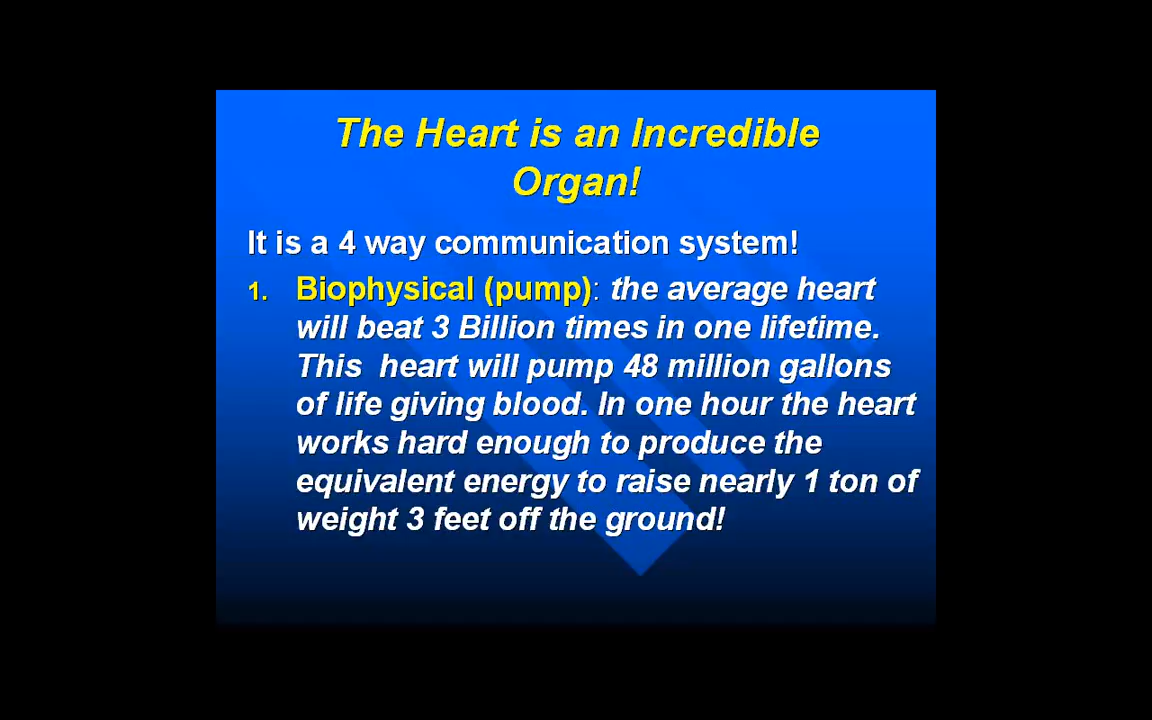 The Heart is an Incredible
Organ!
It is a 4 way communication system!
1. Biophysical (pump): the average heart
will beat 3 Billion times in one lifetime.
This heart will pump 48 million gallons
of life giving blood. In one hour the heart
works hard enough to produce the
equivalent energy to raise nearly 1 ton of
weight 3 feet off the ground!